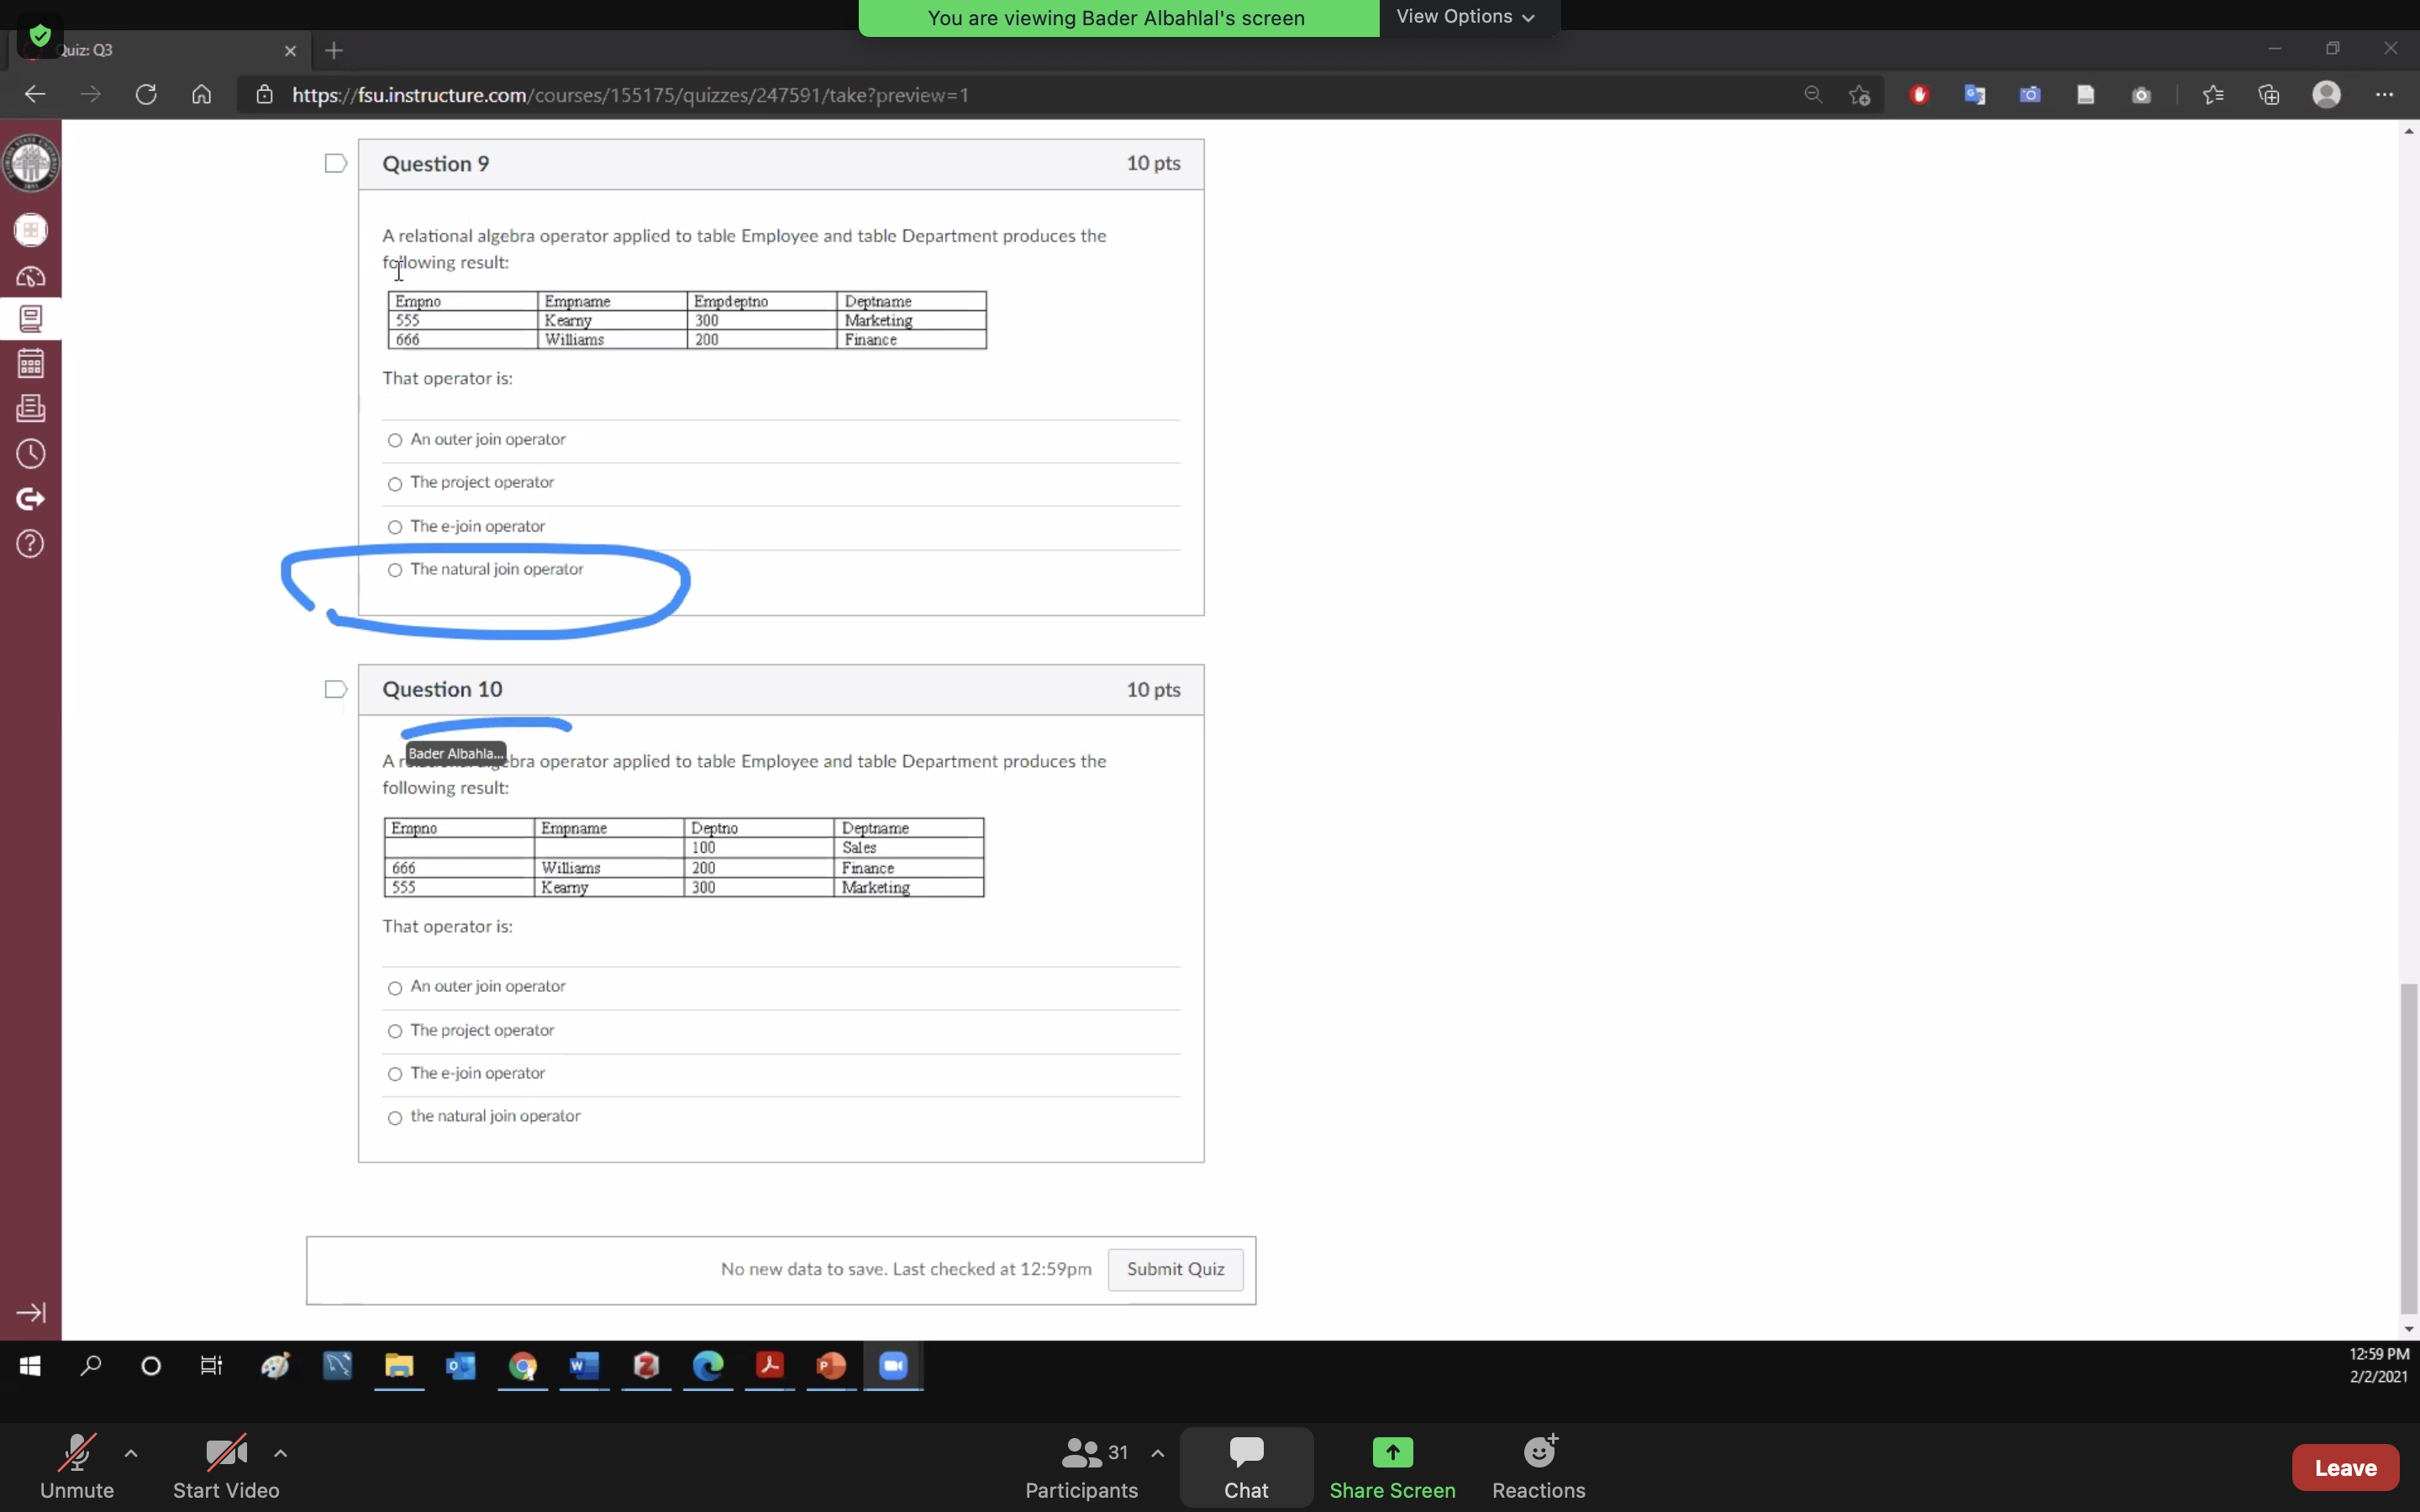 You are viewing Bader Albahlal's screen
View Options
Quiz: Q3
https://fsu.instructure.com/courses/155175/quizzes/247591/take?preview=1
Question 9
10 pts
A relational algebra operator applied to table Employee and table Department produces the
following result:
Empno Empname Empdeptno Deptname
555 Kearny 300 Marketing
666 Williams 200 Finance
That operator is:
An outer join operator
The project operator
The e-join operator
The natural join operator
Question 10
10 pts
Bader Albahla...
A bra operator applied to table Employee and table Department produces the
following result:
Empno Empname Deptno Deptname
100 Sales
666 Williams 200 Finance
555 Kearny 300 Marketing
That operator is:
An outer join operator
The project operator
The e-join operator
the natural join operator
No new data to save. Last checked at 12:59pm
Submit Quiz
12:59 PM
2/2/2021
Unmute
Start Video
31
Participants
Chat
Share Screen
Reactions
Leave